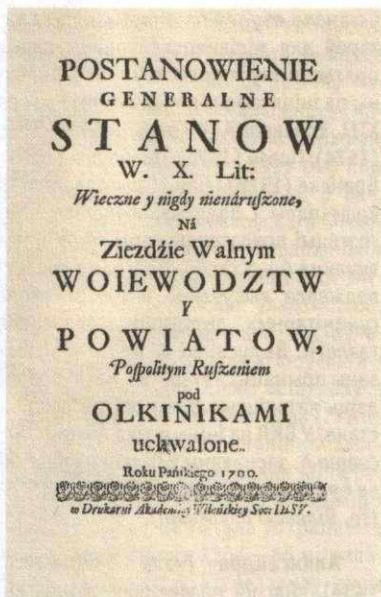 POSTANOWIENIE
GENERALNE
STANOW
W. X. Lit:
Wieczne y nigdy nienáruſzone,
Ná
Ziezdźie Walnym
WOIEWODZTW
Y
POWIATOW,
Poſpolitym Ruſzeniem
pod
OLKINIKAMI
uchwalone.
Roku Pańſkiego 1700.
w Drukarni Akademiey Wileńſkiey Soc: IESV.